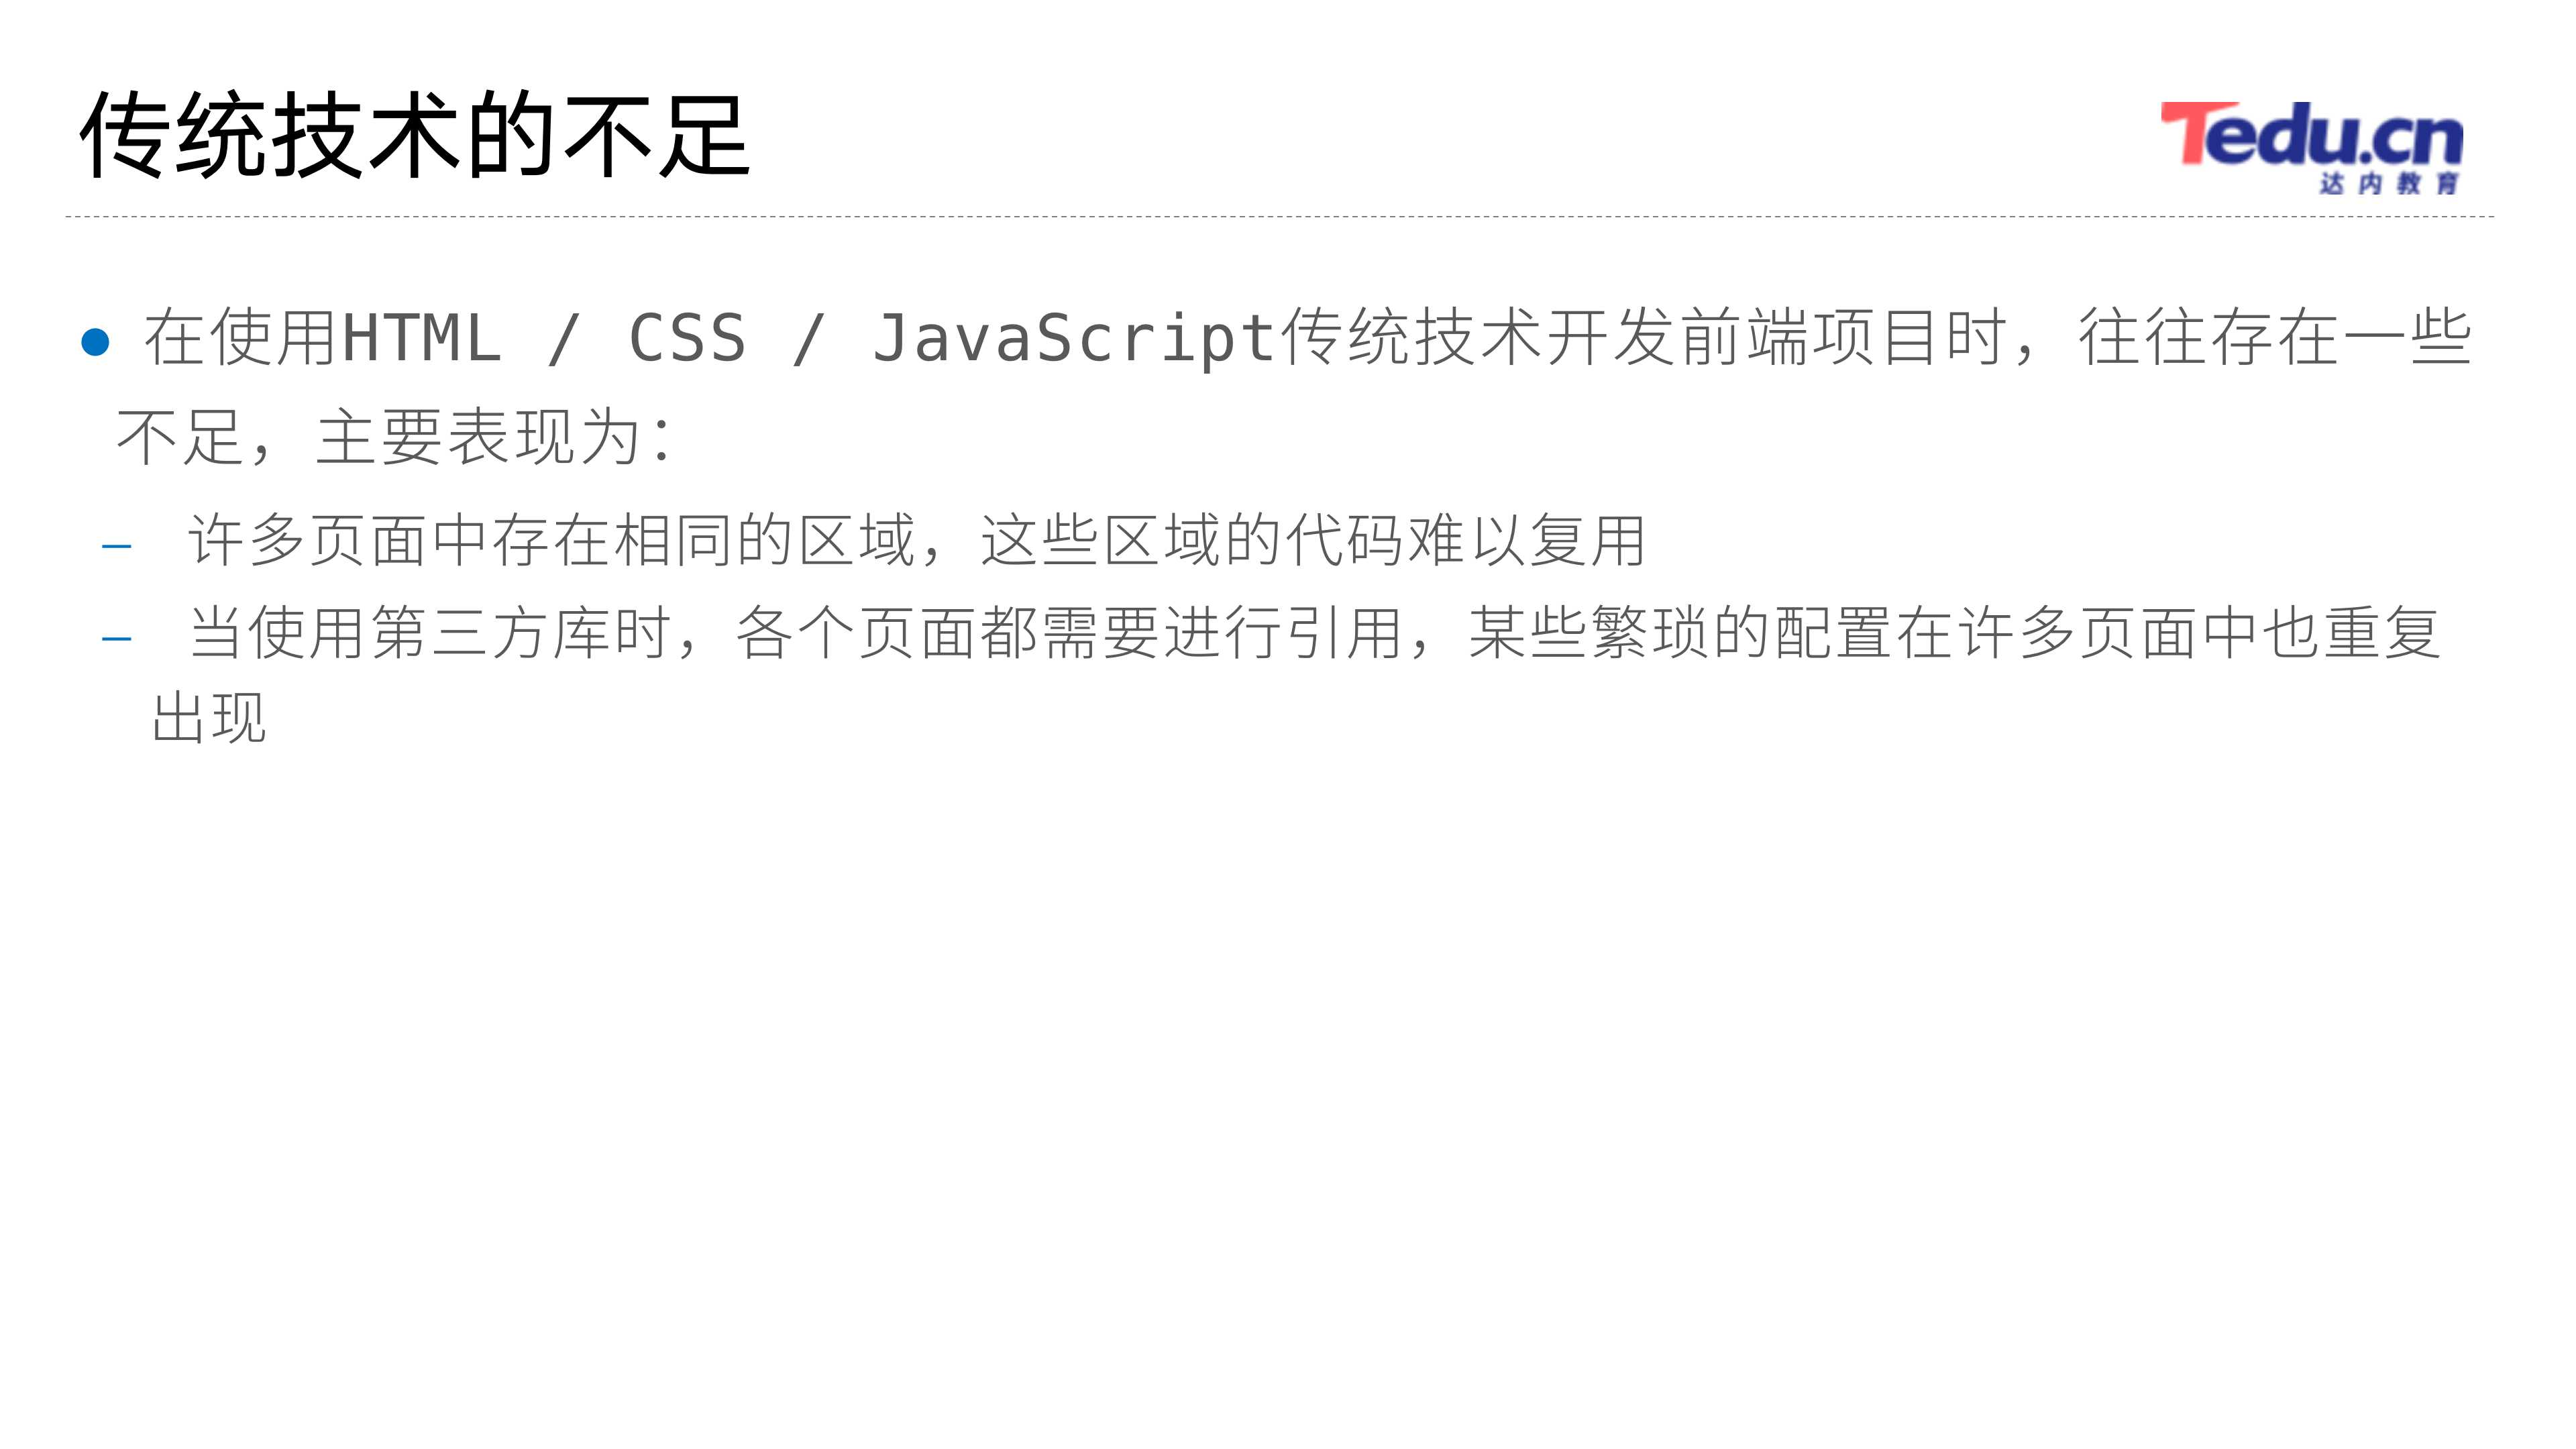 传统技术的不足
Tedu.cn
达内教育
● 在使用HTML / CSS / JavaScript传统技术开发前端项目时，往往存在一些
不足，主要表现为：
– 许多页面中存在相同的区域，这些区域的代码难以复用
– 当使用第三方库时，各个页面都需要进行引用，某些繁琐的配置在许多页面中也重复
出现